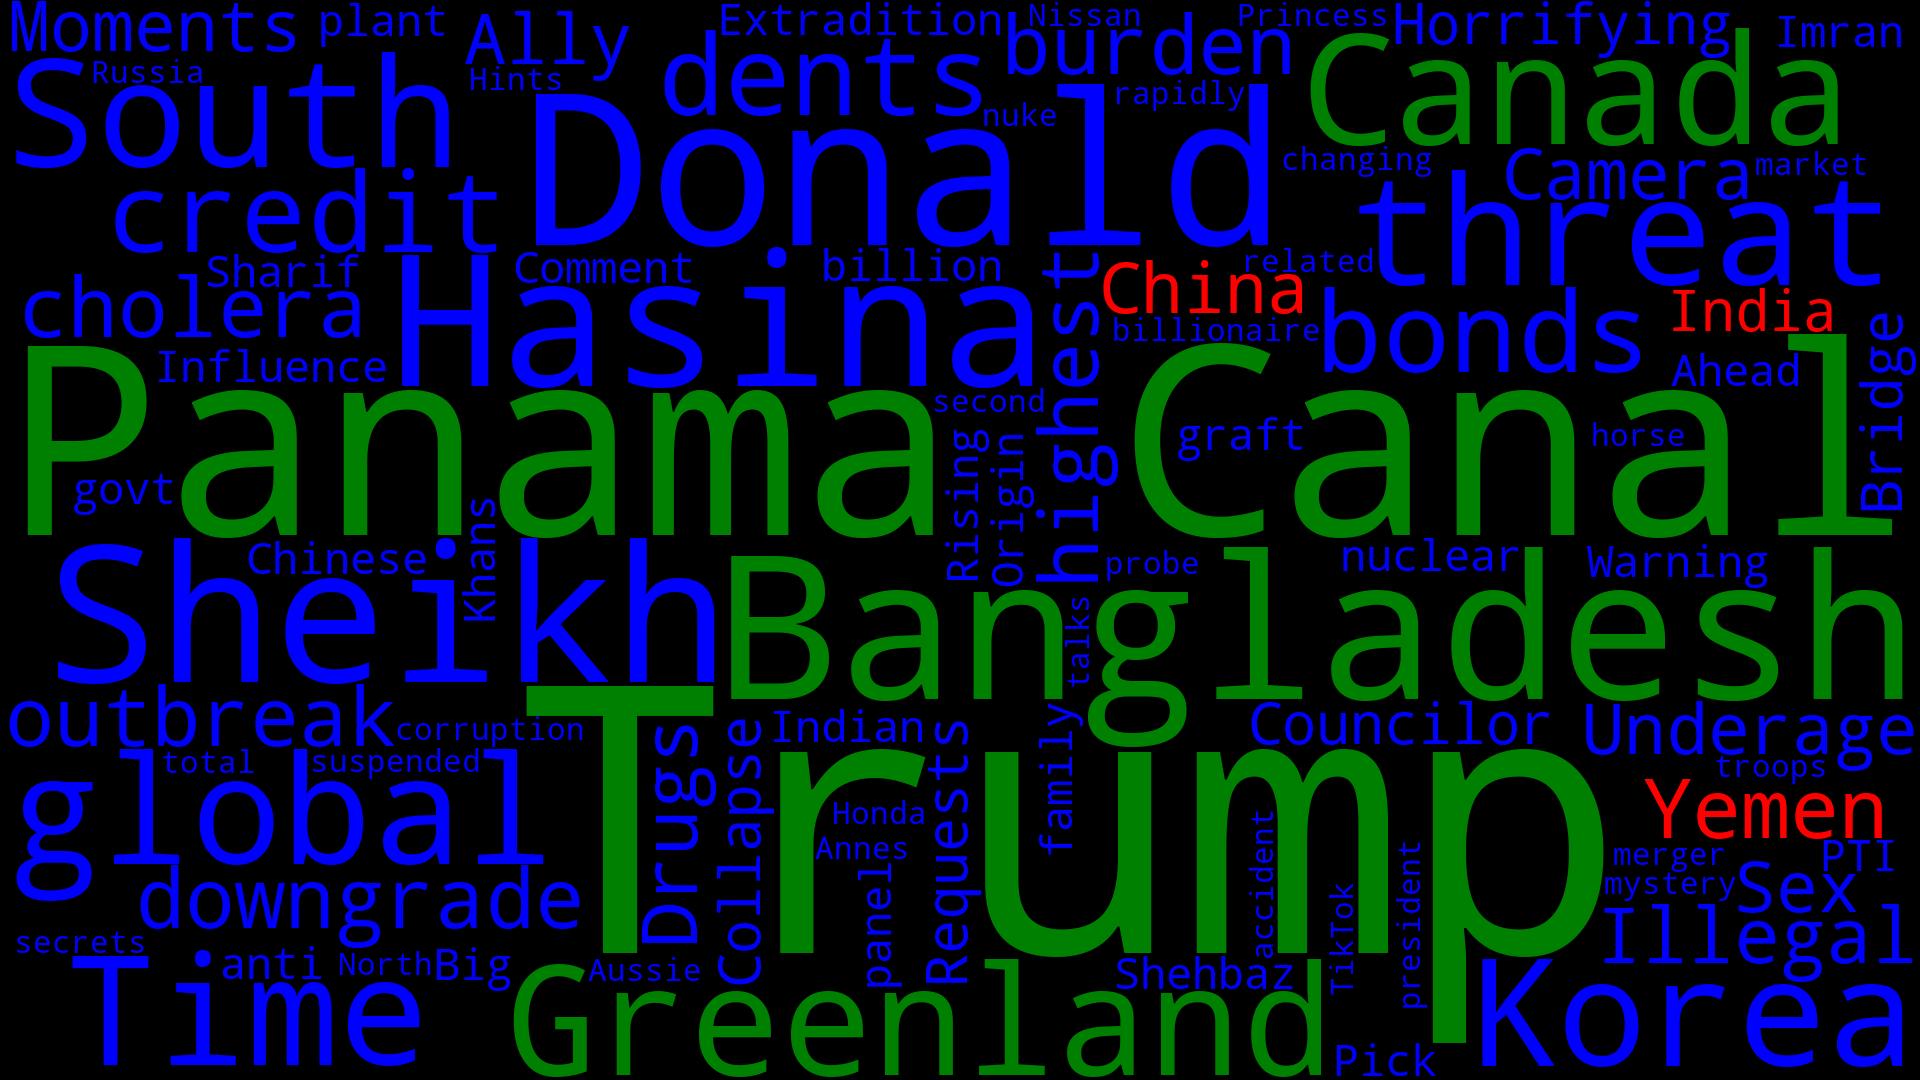 Moments
plant
Ally
Extradition
Nissan
Princess
Horrifying
Imran
Russia
Hints
dents
burden
Canada
South
nuke
rapidly
Donald
changing
Camera
market
credit
threat
Sharif
Comment
billion
related
China
cholera
Hasina
highest
billionaire
bonds
India
Bridge
Influence
Ahead
Panama
second
Canal
graft
horse
govt
Rising
Origin
Khans
Sheikh
Chinese
Bangladesh
probe
nuclear
Warning
talks
outbreak
corruption
Indian
Councilor
Underage
total
suspended
Trump
Drugs
Collapse
Requests
family
troops
global
Honda
Yemen
Annes
accident
merger
PTI
downgrade
panel
TikTok
president
mystery
Sex
secrets
Illegal
anti
North
Big
Aussie
Shehbaz
Time
Greenland
Pick
Korea